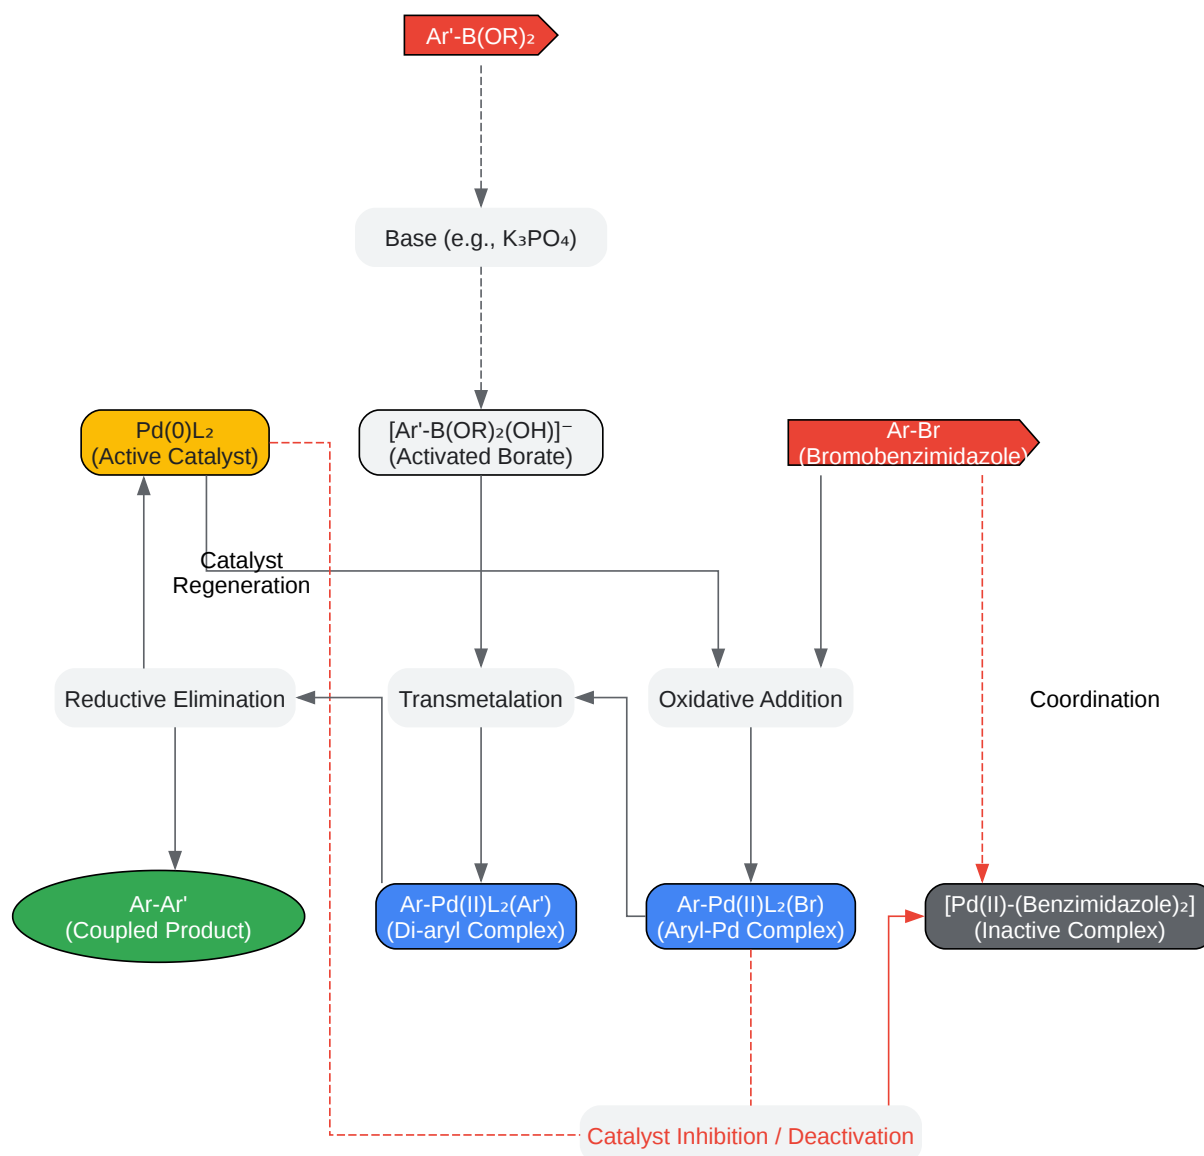 Ar'-B(OR)₂
Base (e.g., K₃PO₄)
Pd(0)L₂
(Active Catalyst)
[Ar'-B(OR)₂(OH)]⁻
(Activated Borate)
Ar-Br
(Bromobenzimidazole)
Catalyst
Regeneration
Reductive Elimination
Transmetalation
Oxidative Addition
Coordination
Ar-Ar'
(Coupled Product)
Ar-Pd(II)L₂(Ar')
(Di-aryl Complex)
Ar-Pd(II)L₂(Br)
(Aryl-Pd Complex)
[Pd(II)-(Benzimidazole)₂]
(Inactive Complex)
Catalyst Inhibition / Deactivation